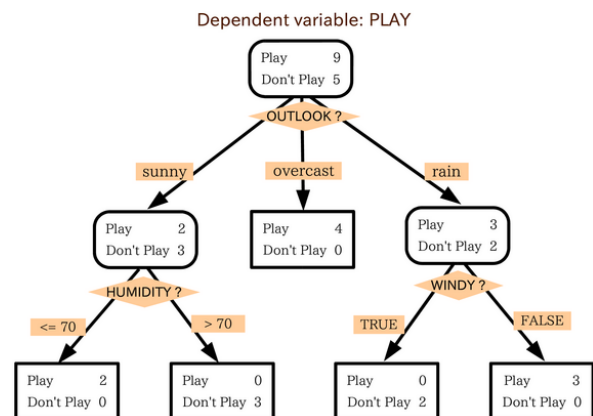 Dependent variable: PLAY
Play 9
Don't Play 5
OUTLOOK ?
sunny
overcast
rain
Play 2
Don't Play 3
Play 4
Don't Play 0
Play 3
Don't Play 2
HUMIDITY ?
WINDY ?
<= 70
> 70
TRUE
FALSE
Play 2
Don't Play 0
Play 0
Don't Play 3
Play 0
Don't Play 2
Play 3
Don't Play 0